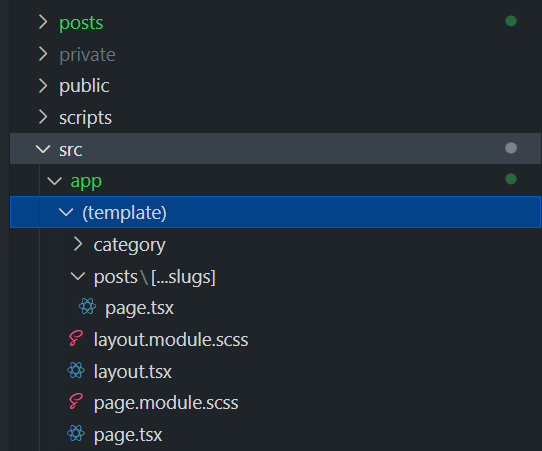 posts
private
public
scripts
src
app
(template)
category
posts\[...slugs]
page.tsx
layout.module.scss
layout.tsx
page.module.scss
page.tsx